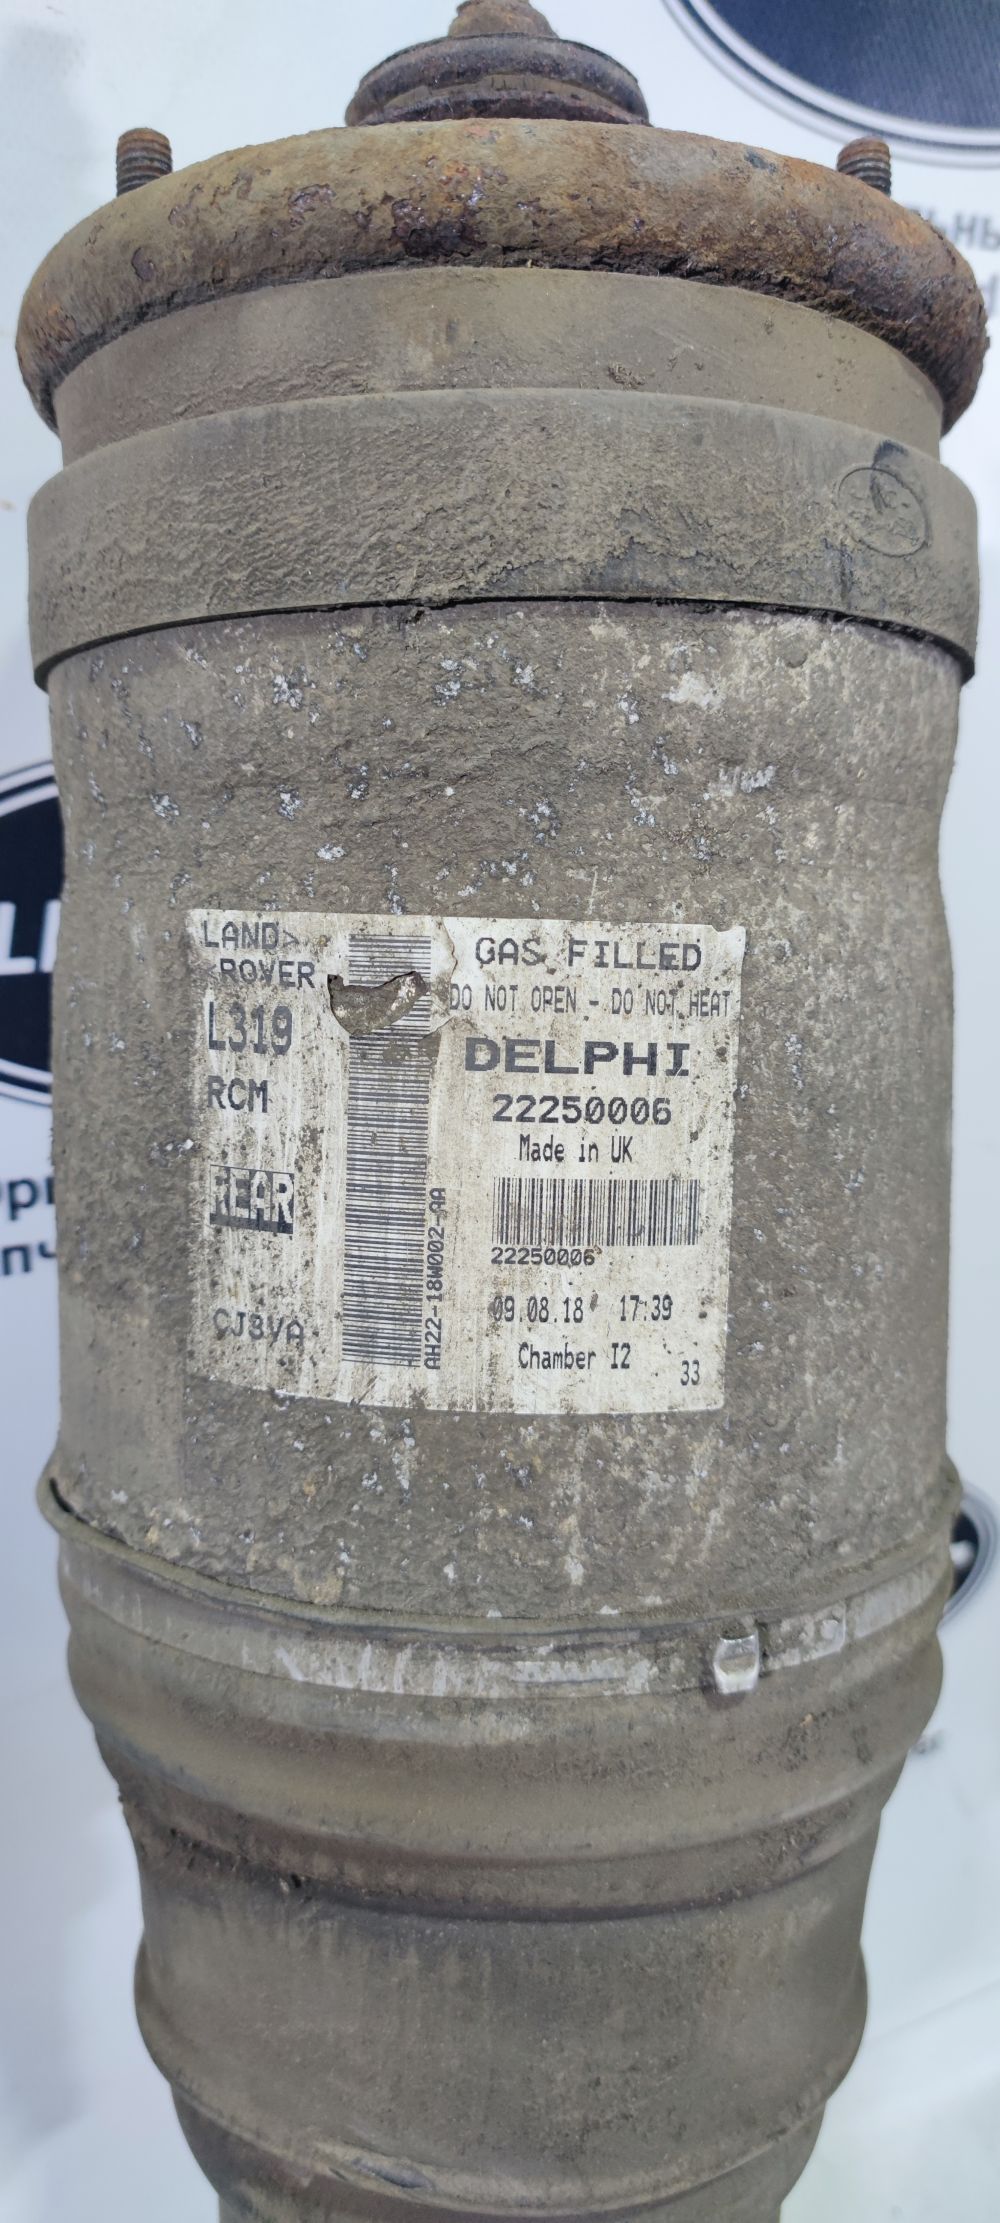 LAND>
<ROVER
L319
RCM
REAR
CJ8VA
AH22-18W002-AA
GAS FILLED
DO NOT OPEN - DO NOT HEAT
DELPHI
22250006
Made in UK
22250006
09.08.18 17:39
Chamber I2
33